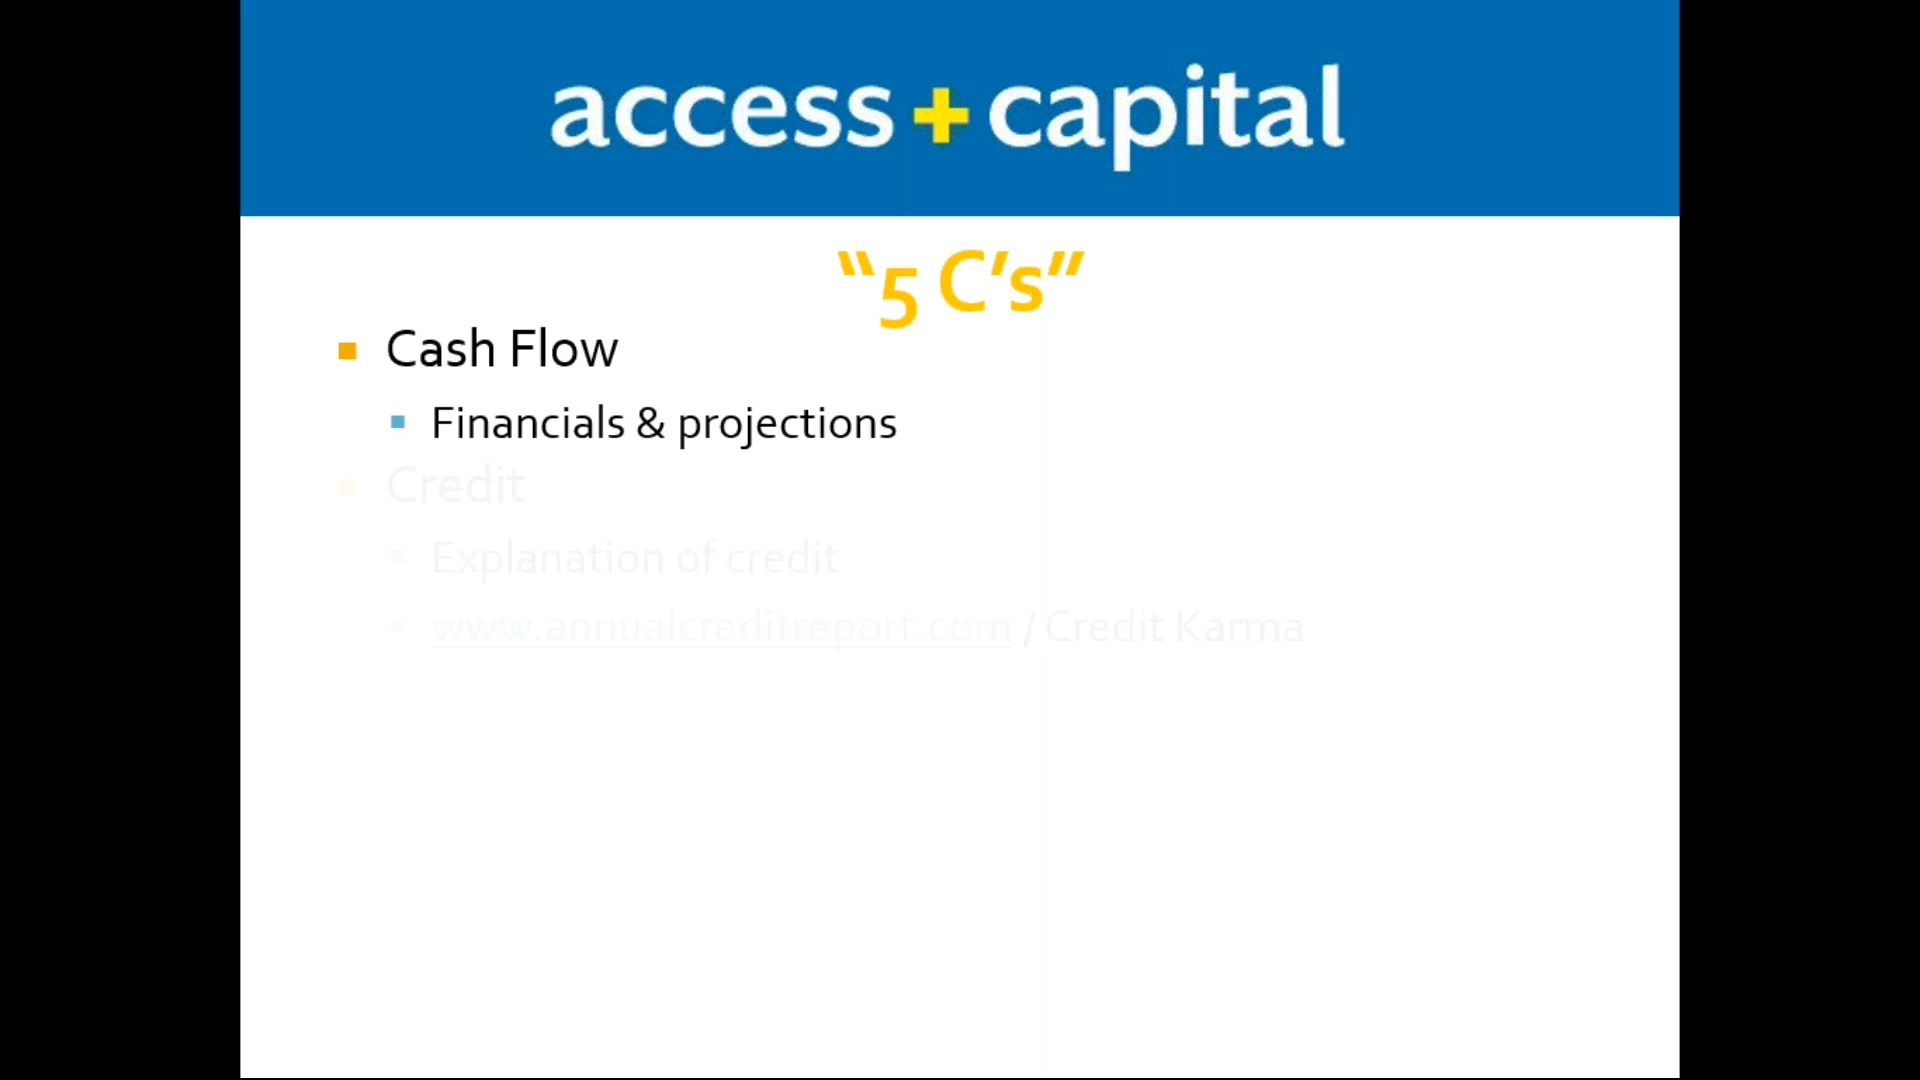 access + capital
“5 C’s”
Cash Flow
Financials & projections
Credit
Explanation of credit
www.annualcreditreport.com / Credit Karma